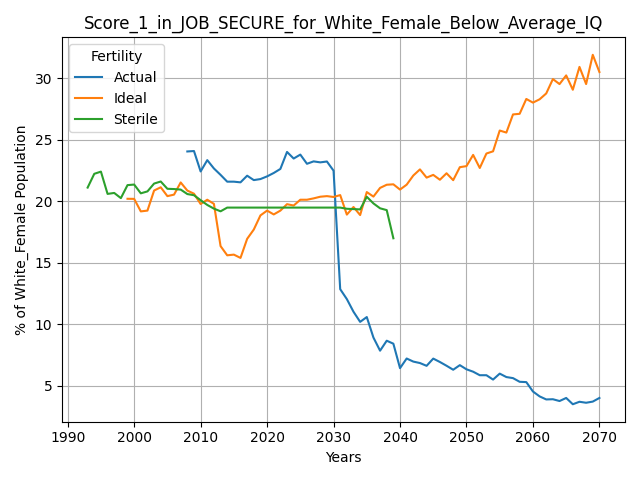 Score_1_in_JOB_SECURE_for_White_Female_Below_Average_IQ
Fertility
Actual
Ideal
Sterile
% of White_Female Population
30
25
20
15
10
5
1990 2000 2010 2020 2030 2040 2050 2060 2070
Years